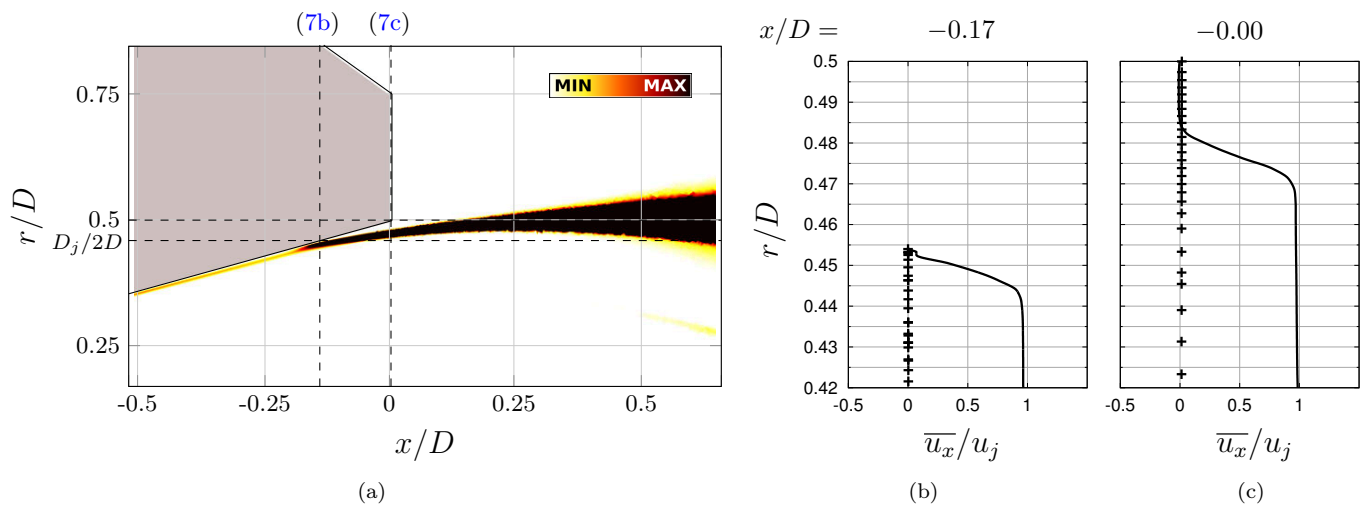 (7b) (7c)
MIN MAX
0.75
0.5
D_j/2D
0.25
r/D
-0.5 -0.25 0 0.25 0.5
x/D
(a)
x/D = −0.17 −0.00
0.5
0.49
0.48
0.47
0.46
0.45
0.44
0.43
0.42
r/D
-0.5 0 0.5 1 -0.5 0 0.5 1
\overline{u_x}/u_j \overline{u_x}/u_j
(b) (c)